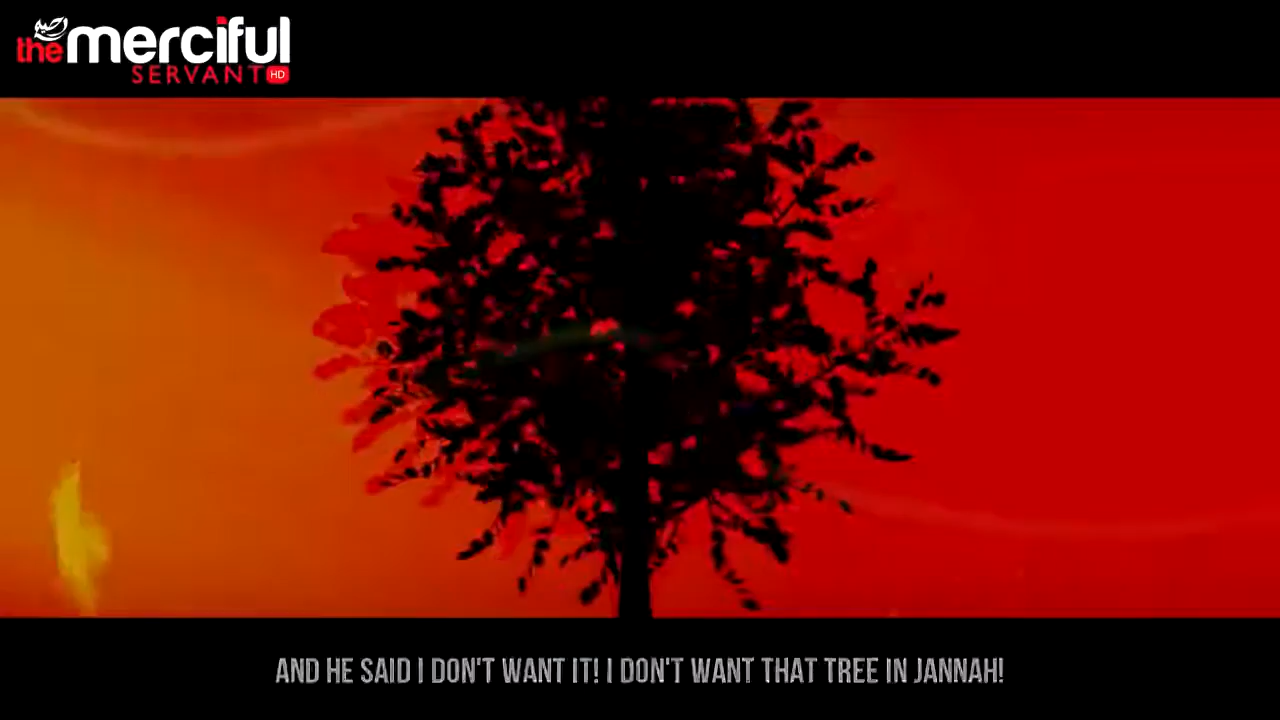 the merciful
SERVANT HD
AND HE SAID I DON'T WANT IT! I DON'T WANT THAT TREE IN JANNAH!